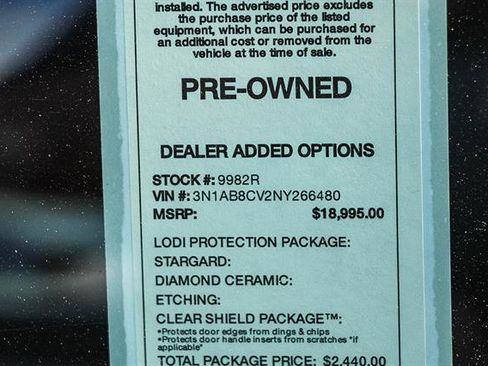 installed. The advertised price excludes
the purchase price of the listed
equipment, which can be purchased for
an additional cost or removed from the
vehicle at the time of sale.
PRE-OWNED
DEALER ADDED OPTIONS
STOCK #: 9982R
VIN #: 3N1AB8CV2NY266480
MSRP: $18,995.00
LODI PROTECTION PACKAGE:
STARGARD:
DIAMOND CERAMIC:
ETCHING:
CLEAR SHIELD PACKAGE™:
•Protects door edges from dings & chips
•Protects door handle inserts from scratches "if
applicable"
TOTAL PACKAGE PRICE: $2,440.00